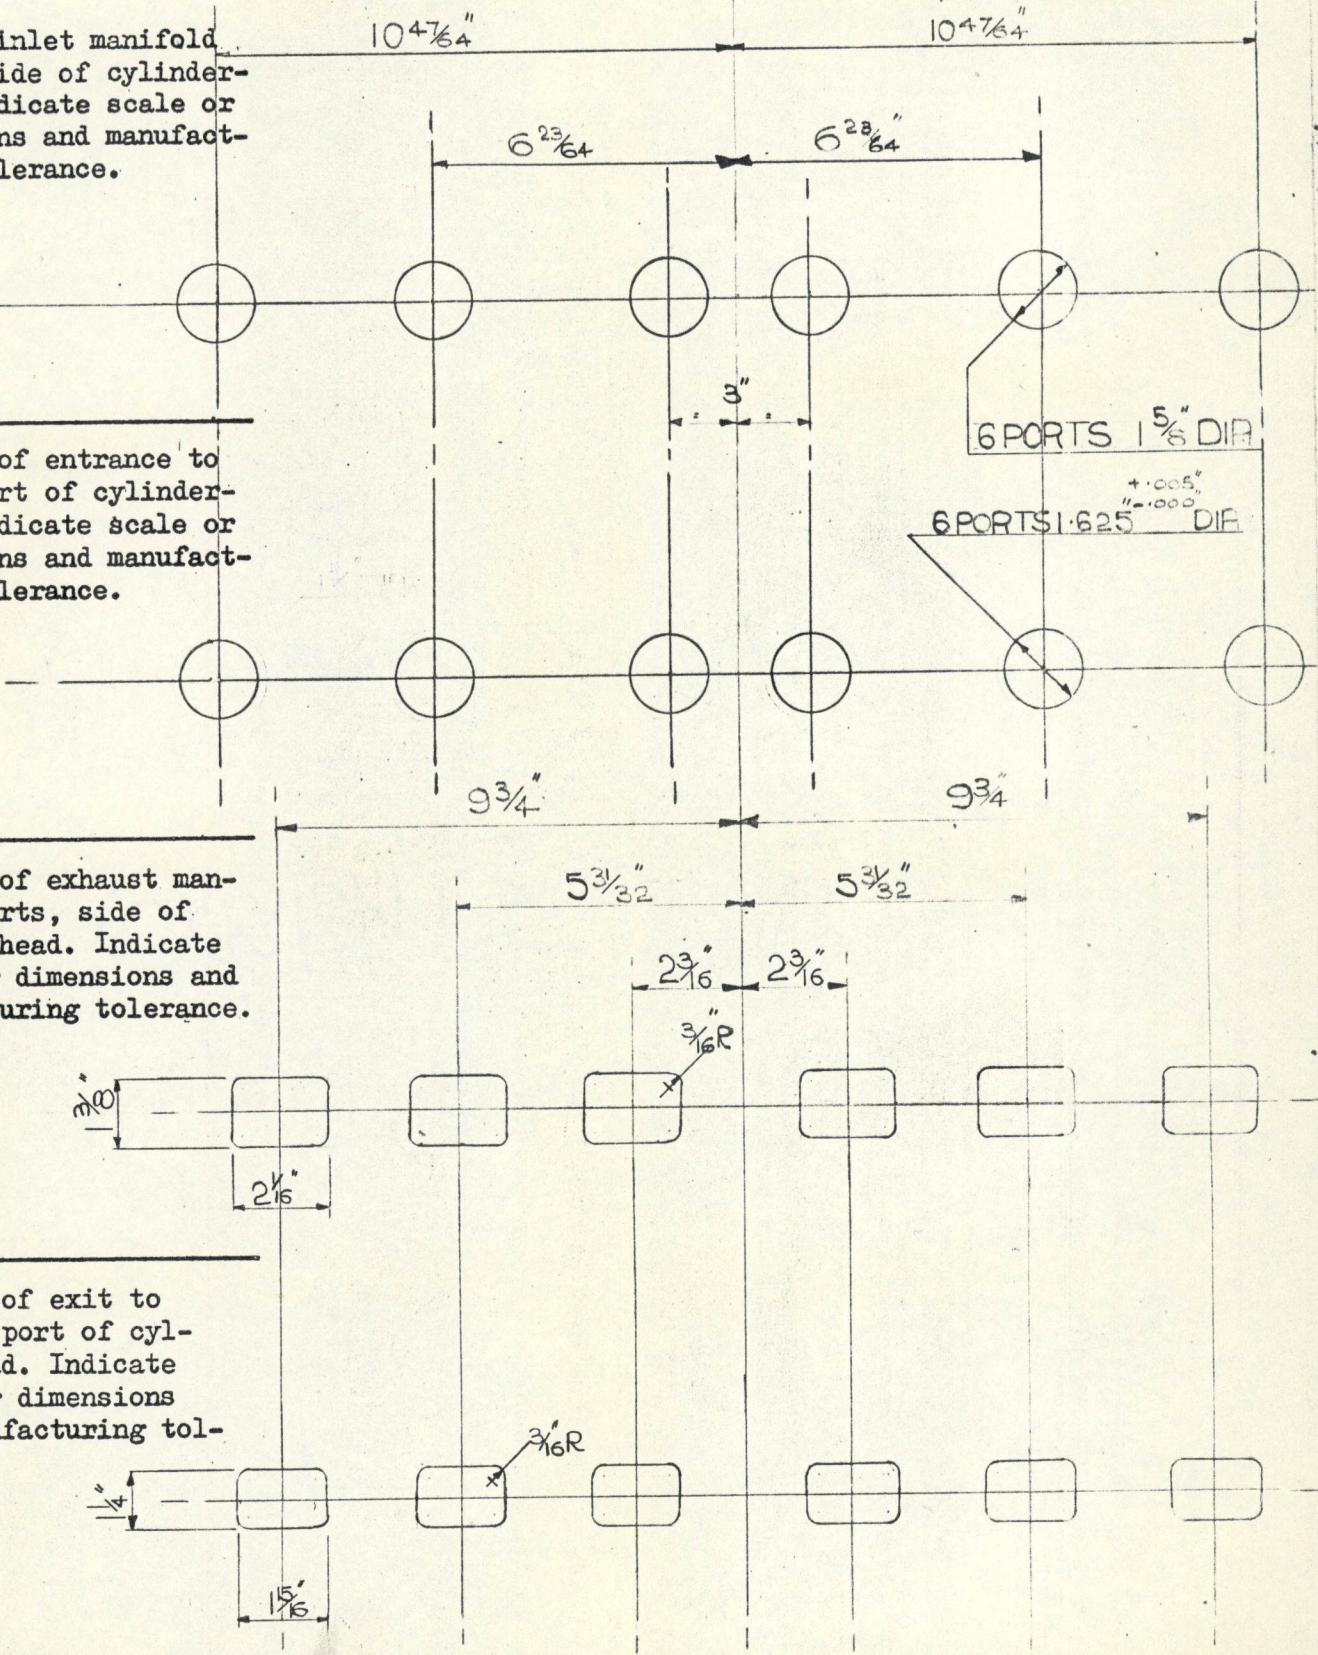 10 47/64"
10 47/64"
inlet manifold
ide of cylinder-
dicate scale or
ns and manufact-
lerance.
6 23/64
6 23/64"
3"
6 PORTS 1 5/8" DIA
of entrance to
rt of cylinder-
dicate scale or
ns and manufact-
lerance.
+.005"
6 PORTS 1.625"-.000" DIA
9 3/4"
9 3/4"
of exhaust man-
rts, side of
head. Indicate
r dimensions and
uring tolerance.
5 31/32"
5 31/32"
2 3/16"
2 3/16"
3/16"R
1 3/8"
2 1/16"
of exit to
port of cyl-
d. Indicate
r dimensions
facturing tol-
3/16"R
1 1/4"
1 15/16"